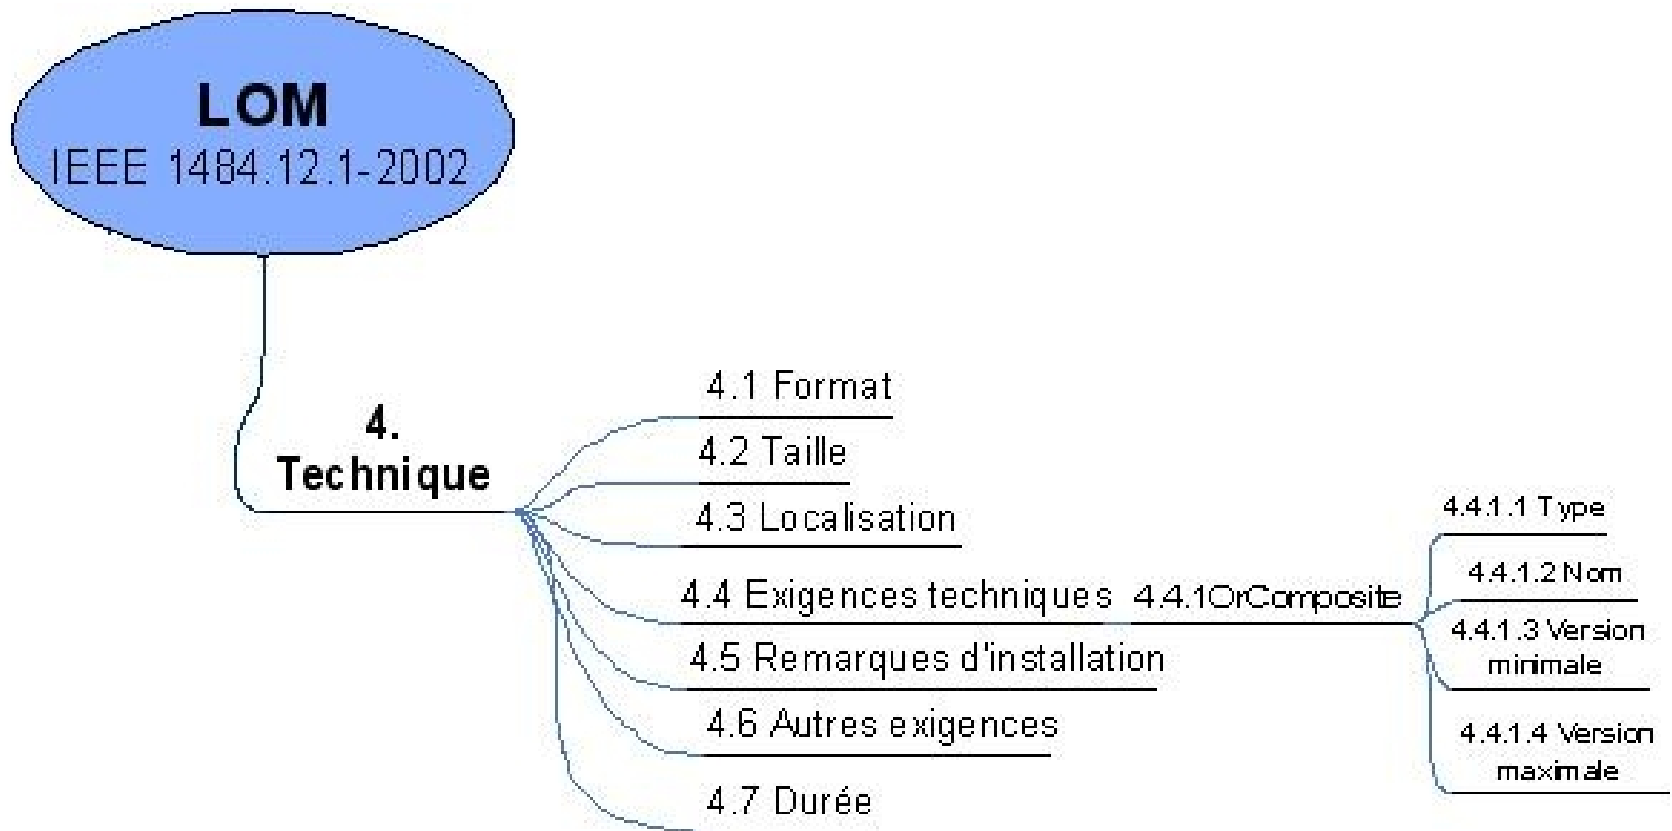 LOM
IEEE 1484.12.1-2002
4.
Technique
4.1 Format
4.2 Taille
4.3 Localisation
4.4 Exigences techniques
4.4.1OrComposite
4.4.1.1 Type
4.4.1.2 Nom
4.4.1.3 Version
minimale
4.4.1.4 Version
maximale
4.5 Remarques d'installation
4.6 Autres exigences
4.7 Durée